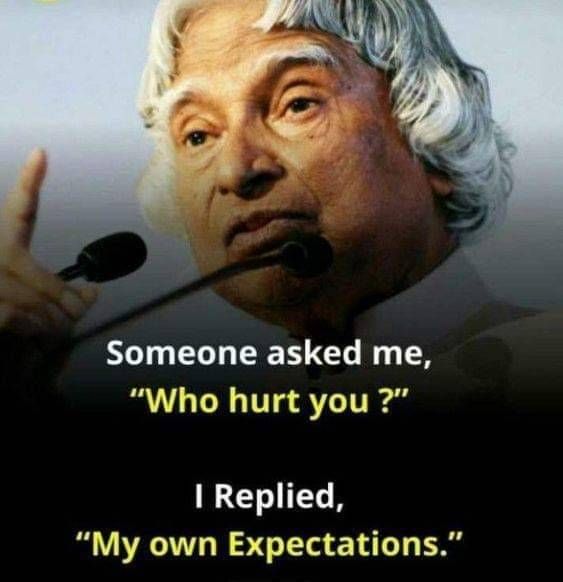 Someone asked me,
“Who hurt you ?”
I Replied,
“My own Expectations.”